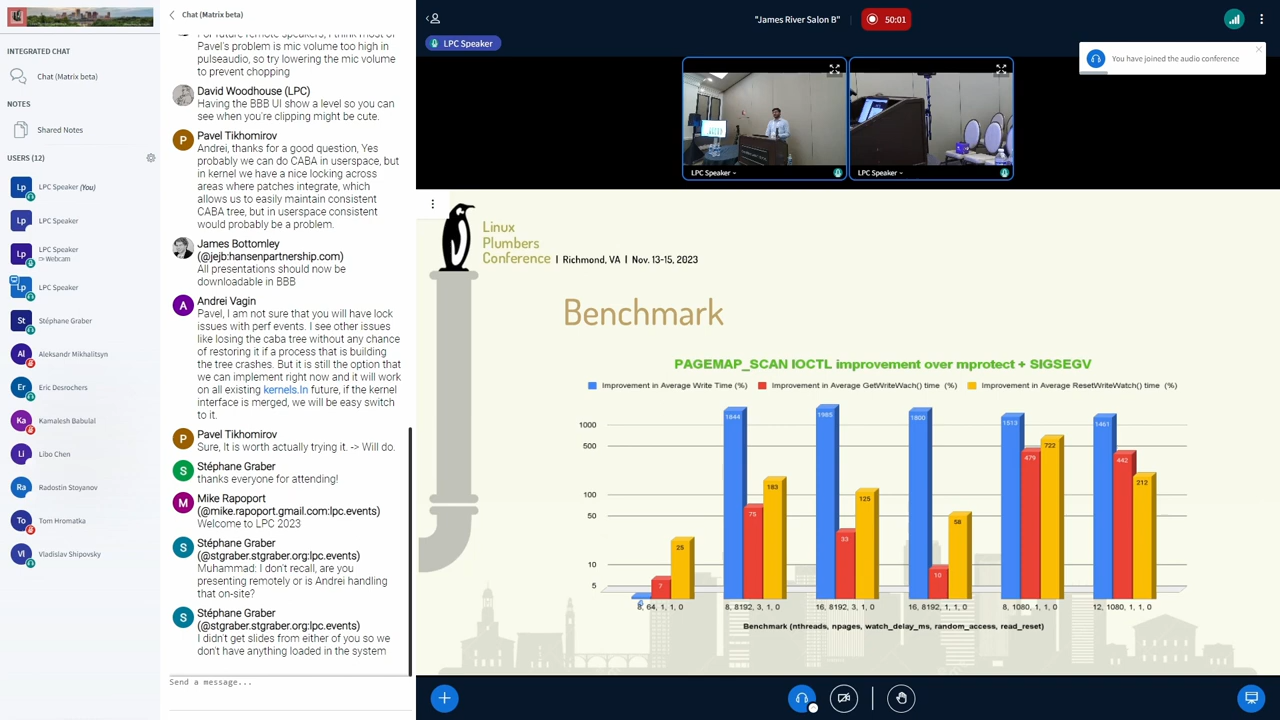 Chat (Matrix beta)
"James River Salon B"
50:01
LPC Speaker
You have joined the audio conference
INTEGRATED CHAT
Chat (Matrix beta)
NOTES
Shared Notes
USERS (12)
Lp
LPC Speaker (You)
Lp
LPC Speaker
Lp
LPC Speaker
Webcam
Lp
LPC Speaker
St
Stéphane Graber
Al
Aleksandr Mikhalitsyn
Er
Eric Desrochers
Ka
Kamalesh Babulal
Li
Libo Chen
Ra
Radostin Stoyanov
To
Tom Hromatka
Vl
Vladislav Shipovsky
For future remote speakers, I think most of
Pavel's problem is mic volume too high in
pulseaudio, so try lowering the mic volume
to prevent chopping
David Woodhouse (LPC)
Having the BBB UI show a level so you can
see when you're clipping might be cute.
P
Pavel Tikhomirov
Andrei, thanks for a good question, Yes
probably we can do CABA in userspace, but
in kernel we have a nice locking across
areas where patches integrate, which
allows us to easily maintain consistent
CABA tree, but in userspace consistent
would probably be a problem.
James Bottomley
(@jejb:hansenpartnership.com)
All presentations should now be
downloadable in BBB
A
Andrei Vagin
Pavel, I am not sure that you will have lock
issues with perf events. I see other issues
like losing the caba tree without any chance
of restoring it if a process that is building
the tree crashes. But it is still the option that
we can implement right now and it will work
on all existing kernels.In future, if the kernel
interface is merged, we will be easy switch
to it.
P
Pavel Tikhomirov
Sure, It is worth actually trying it. -> Will do.
S
Stéphane Graber
thanks everyone for attending!
M
Mike Rapoport
(@mike.rapoport.gmail.com:lpc.events)
Welcome to LPC 2023
S
Stéphane Graber
(@stgraber.stgraber.org:lpc.events)
Muhammad: I don't recall, are you
presenting remotely or is Andrei handling
that on-site?
S
Stéphane Graber
(@stgraber.stgraber.org:lpc.events)
I didn't get slides from either of you so we
don't have anything loaded in the system
Send a message...
LPC Speaker
LPC Speaker
Linux
Plumbers
Conference | Richmond, VA | Nov. 13-15, 2023
Benchmark
PAGEMAP_SCAN IOCTL improvement over mprotect + SIGSEGV
Improvement in Average Write Time (%)
Improvement in Average GetWriteWach() time (%)
Improvement in Average ResetWriteWatch() time (%)
1000
500
100
50
10
5
7
25
1844
75
183
1985
33
125
1800
10
58
1513
479
722
1461
442
212
8, 64, 1, 1, 0
8, 8192, 3, 1, 0
16, 8192, 3, 1, 0
16, 8192, 1, 1, 0
8, 1080, 1, 1, 0
12, 1080, 1, 1, 0
Benchmark (nthreads, npages, watch_delay_ms, random_access, read_reset)